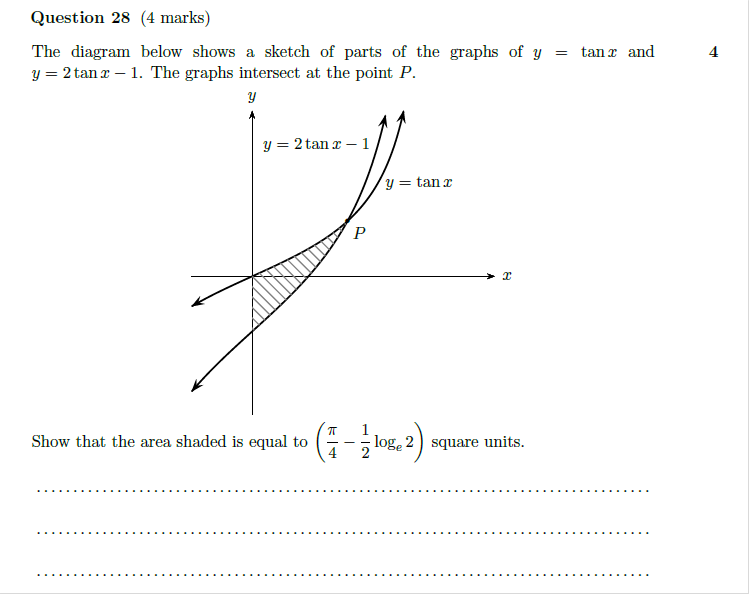 Question 28 (4 marks)
The diagram below shows a sketch of parts of the graphs of y = tan x and 4
y = 2 tan x − 1. The graphs intersect at the point P.
y
y = 2 tan x − 1
y = tan x
P
x
Show that the area shaded is equal to (π/4 − 1/2 logₑ 2) square units.